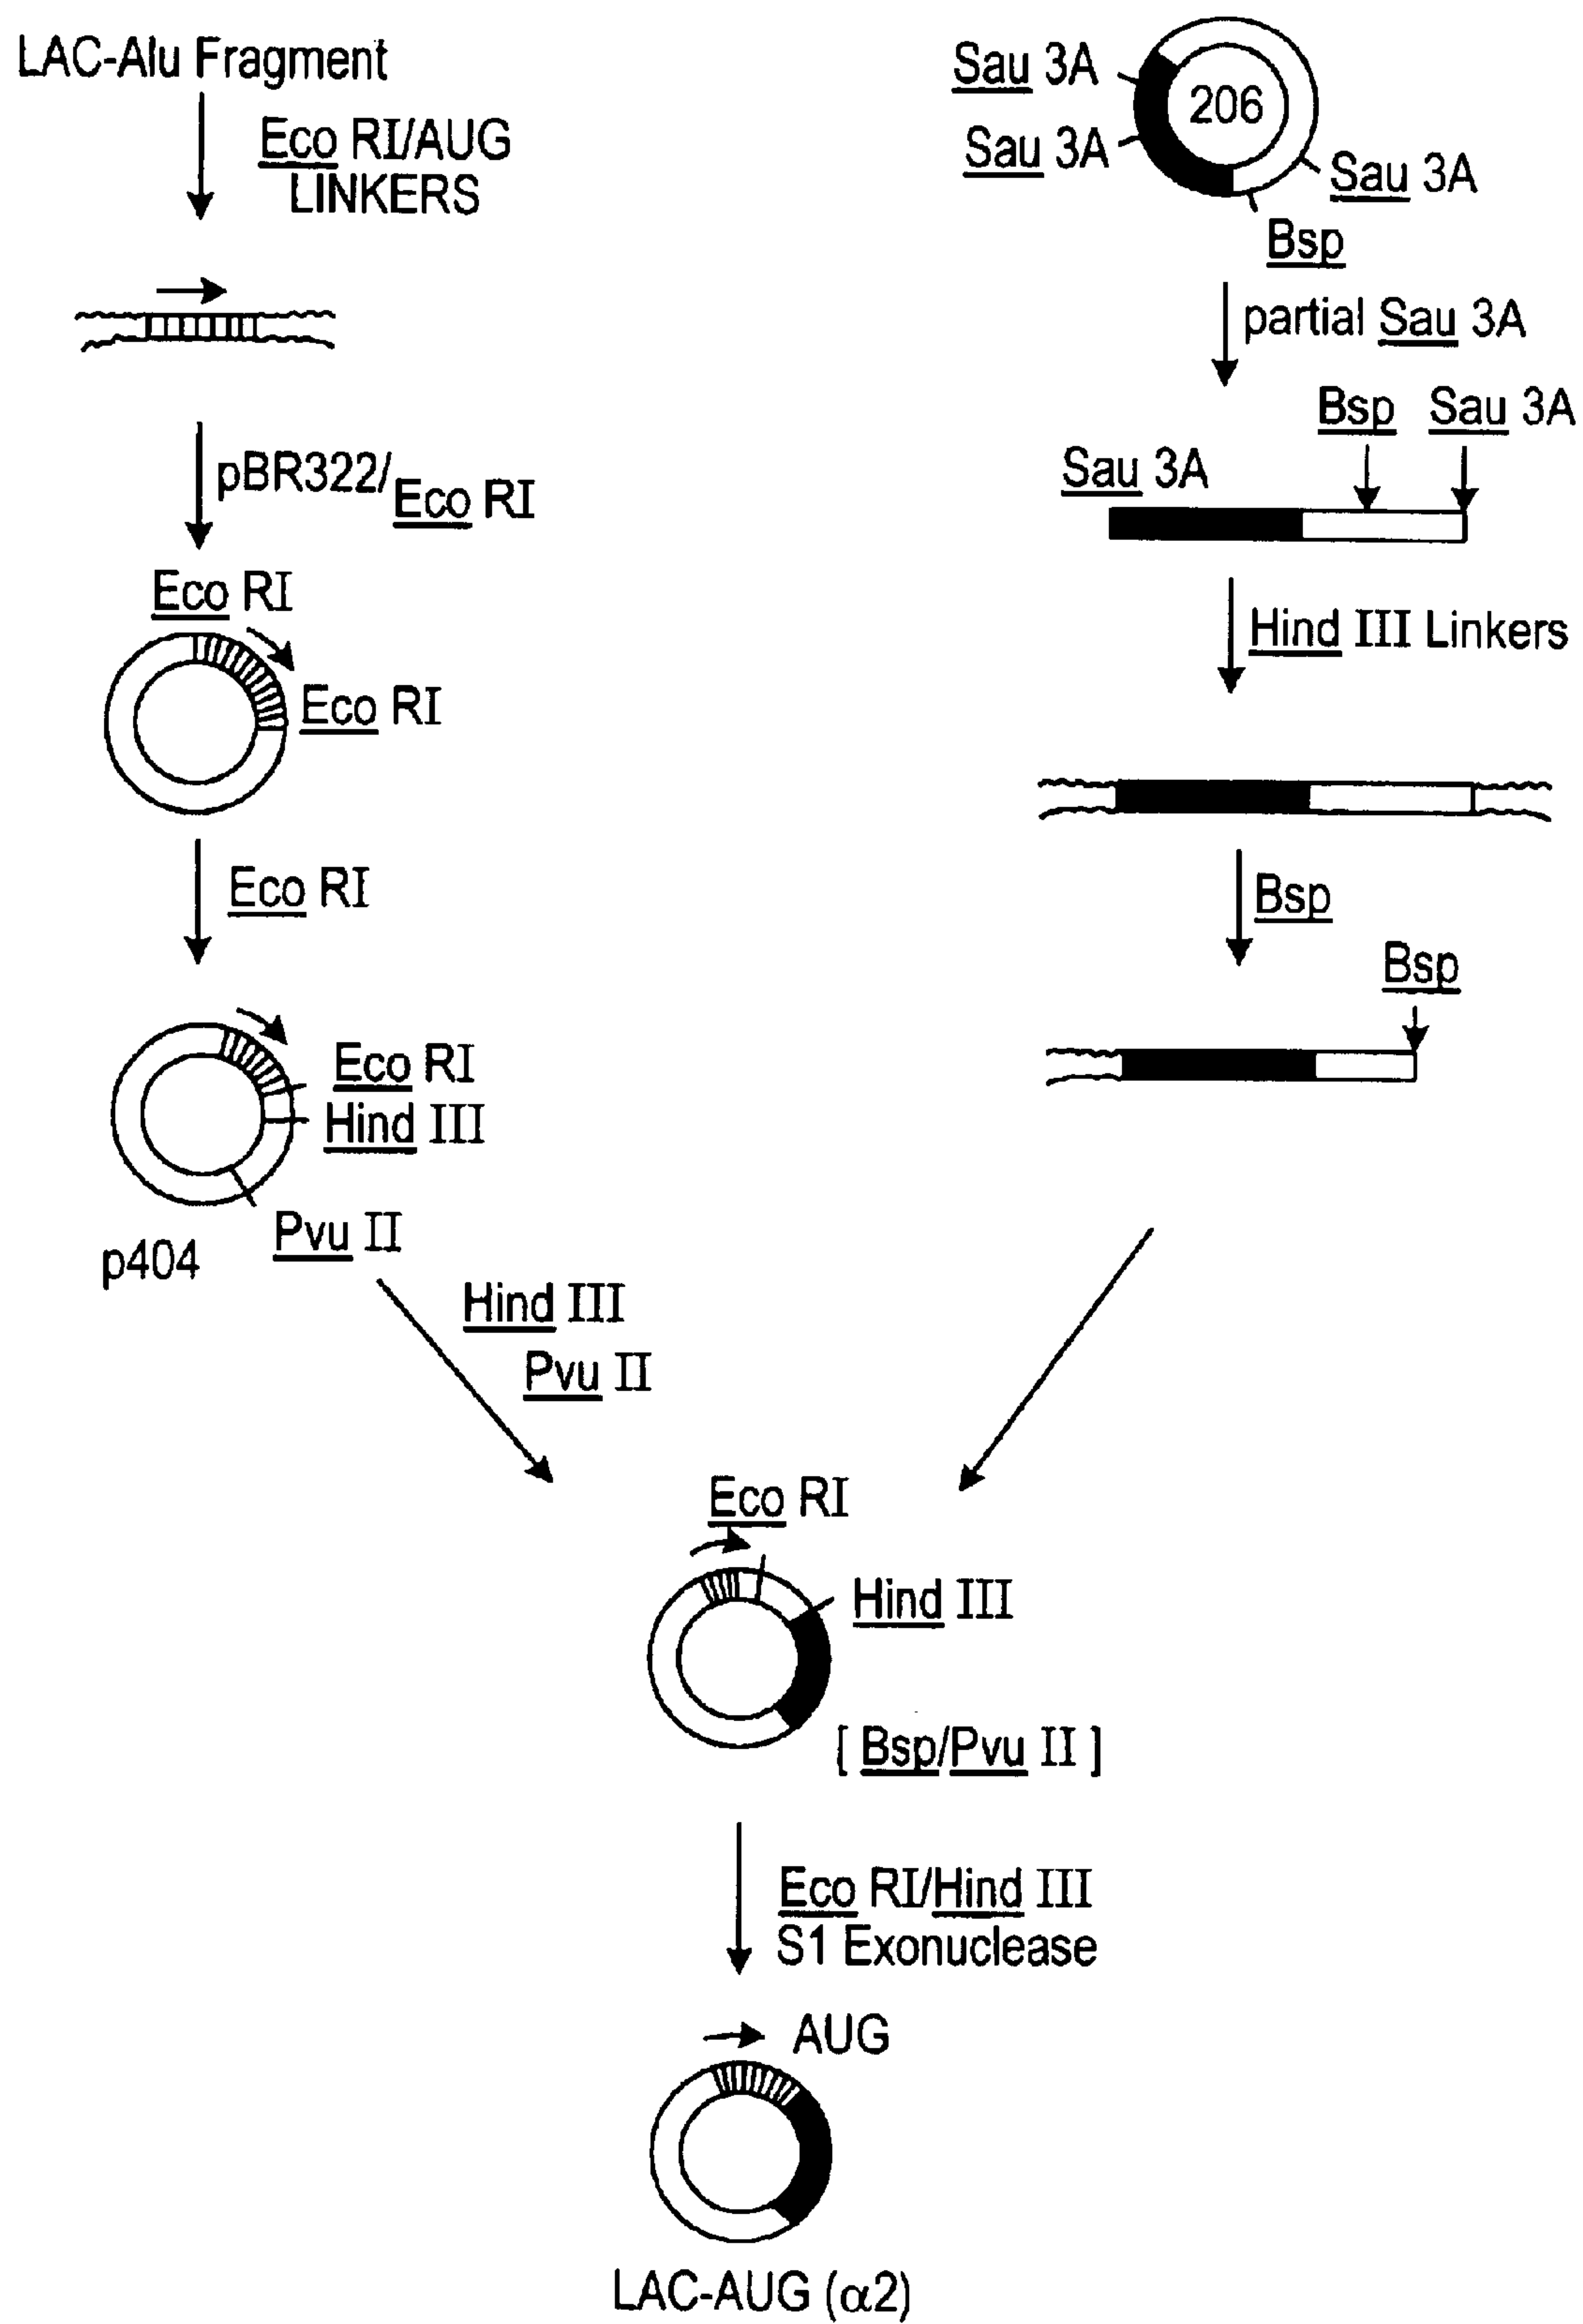 LAC-Alu Fragment
Eco RI/AUG
LINKERS
pBR322/Eco RI
Eco RI
Eco RI
Eco RI
Eco RI
Hind III
Pvu II
p404
Hind III
Pvu II
Sau 3A
206
Sau 3A
Sau 3A
Bsp
partial Sau 3A
Bsp Sau 3A
Sau 3A
Hind III Linkers
Bsp
Bsp
Eco RI
Hind III
[ Bsp/Pvu II ]
Eco RI/Hind III
S1 Exonuclease
AUG
LAC-AUG (α2)